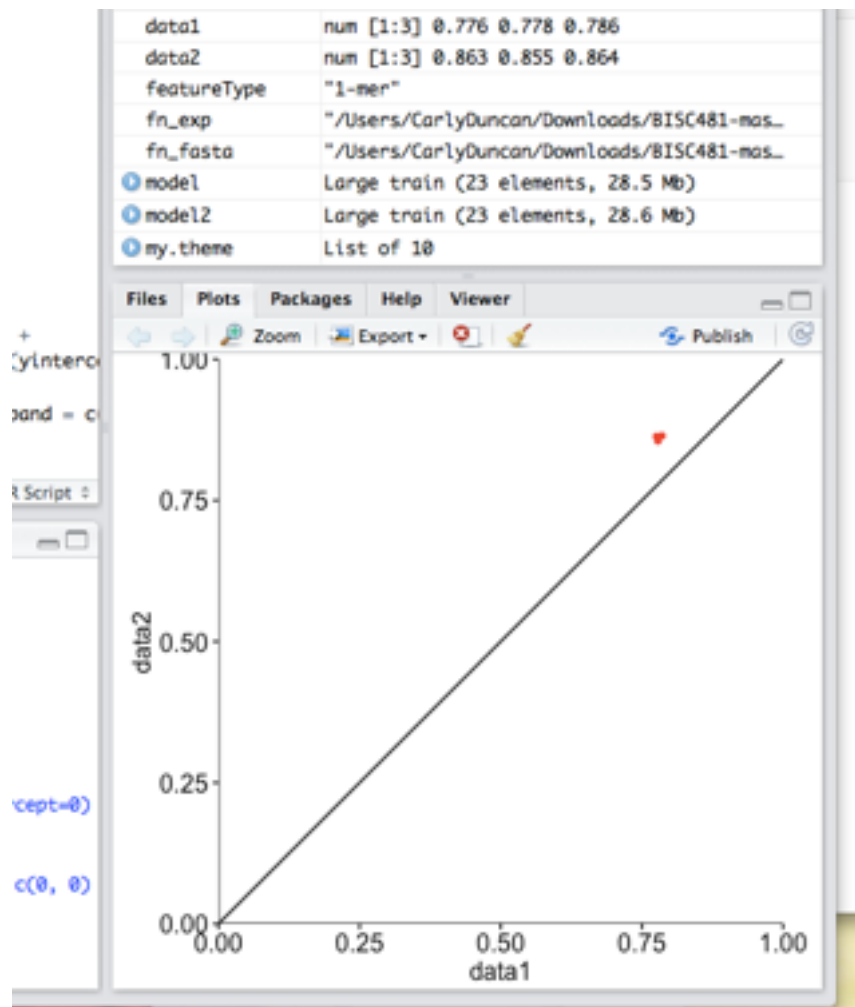 data1 num [1:3] 0.776 0.778 0.786
data2 num [1:3] 0.863 0.855 0.864
featureType "1-mer"
fn_exp "/Users/CarlyDuncan/Downloads/BISC481-mas…
fn_fasta "/Users/CarlyDuncan/Downloads/BISC481-mas…
model Large train (23 elements, 28.5 Mb)
model2 Large train (23 elements, 28.6 Mb)
my.theme List of 10
Files Plots Packages Help Viewer
Zoom Export Publish
+
(yinterc
pand = c
R Script
cept=0)
c(0, 0)
1.00
0.75
0.50
0.25
0.00
data2
0.00 0.25 0.50 0.75 1.00
data1